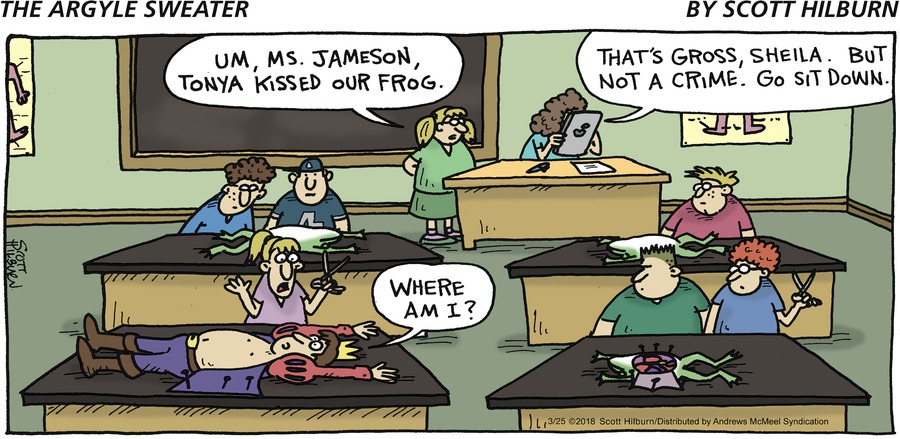 THE ARGYLE SWEATER
BY SCOTT HILBURN
UM, MS. JAMESON,
TONYA KISSED OUR FROG.
THAT'S GROSS, SHEILA. BUT
NOT A CRIME. GO SIT DOWN.
4
WHERE
AM I?
SCOTT
HILBURN
3/25 ©2018 Scott Hilburn/Distributed by Andrews McMeel Syndication